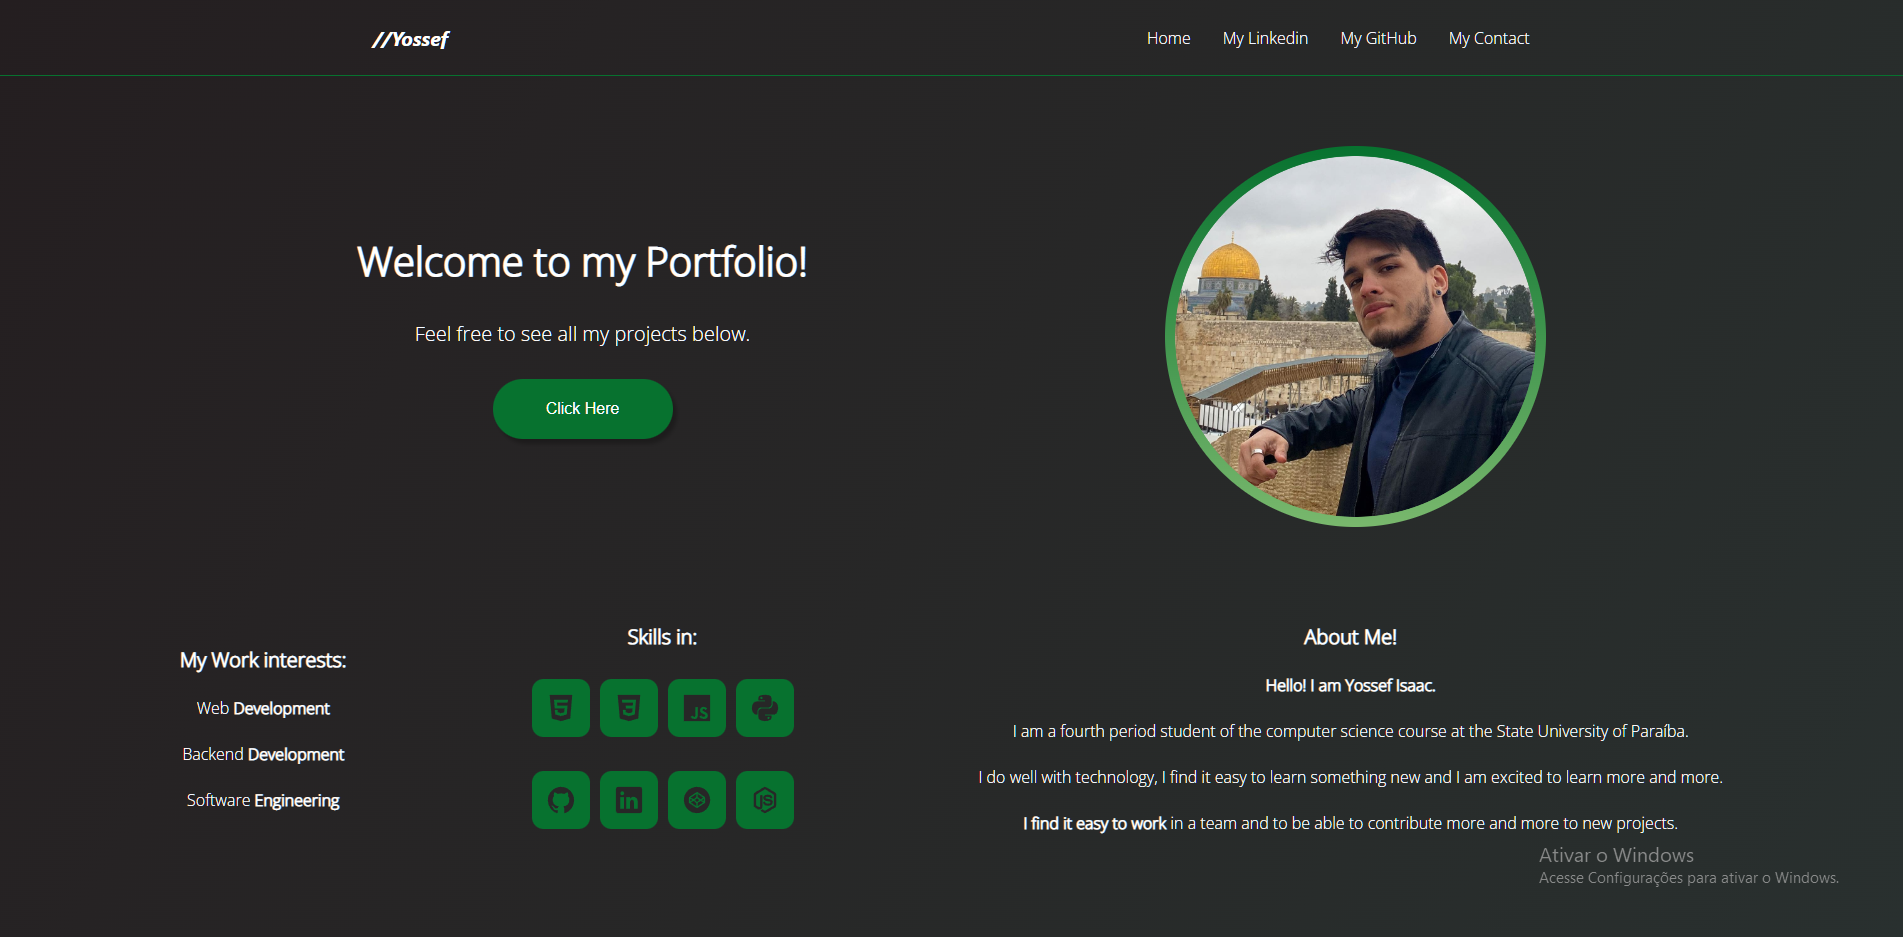 //Yossef
Home
My Linkedin
My GitHub
My Contact
Welcome to my Portfolio!
Feel free to see all my projects below.
Click Here
My Work interests:
Web Development
Backend Development
Software Engineering
Skills in:
JS
in
JS
About Me!
Hello! I am Yossef Isaac.
I am a fourth period student of the computer science course at the State University of Paraíba.
I do well with technology, I find it easy to learn something new and I am excited to learn more and more.
I find it easy to work in a team and to be able to contribute more and more to new projects.
Ativar o Windows
Acesse Configurações para ativar o Windows.